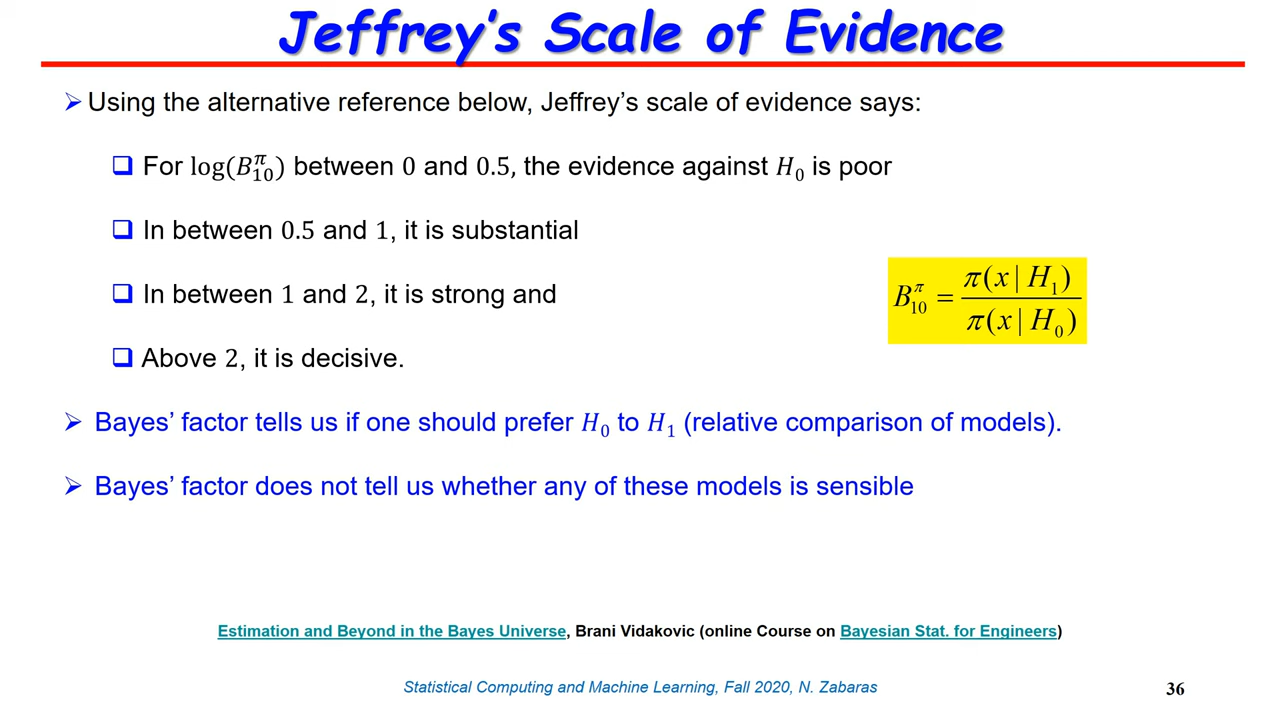 Jeffrey's Scale of Evidence
➢ Using the alternative reference below, Jeffrey's scale of evidence says:
❑ For log(B_{10}^{π}) between 0 and 0.5, the evidence against H_0 is poor
❑ In between 0.5 and 1, it is substantial
❑ In between 1 and 2, it is strong and
❑ Above 2, it is decisive.
B_{10}^{π} = π(x | H_1) / π(x | H_0)
➢ Bayes' factor tells us if one should prefer H_0 to H_1 (relative comparison of models).
➢ Bayes' factor does not tell us whether any of these models is sensible
Estimation and Beyond in the Bayes Universe, Brani Vidakovic (online Course on Bayesian Stat. for Engineers)
Statistical Computing and Machine Learning, Fall 2020, N. Zabaras
36